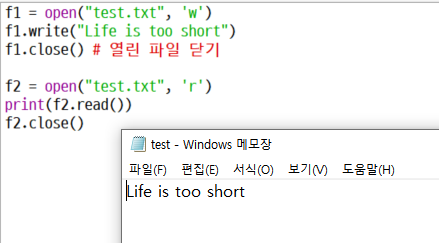 f1 = open("test.txt", 'w')
f1.write("Life is too short")
f1.close() # 열린 파일 닫기

f2 = open("test.txt", 'r')
print(f2.read())
f2.close()
test - Windows 메모장
파일(F) 편집(E) 서식(O) 보기(V) 도움말(H)
Life is too short